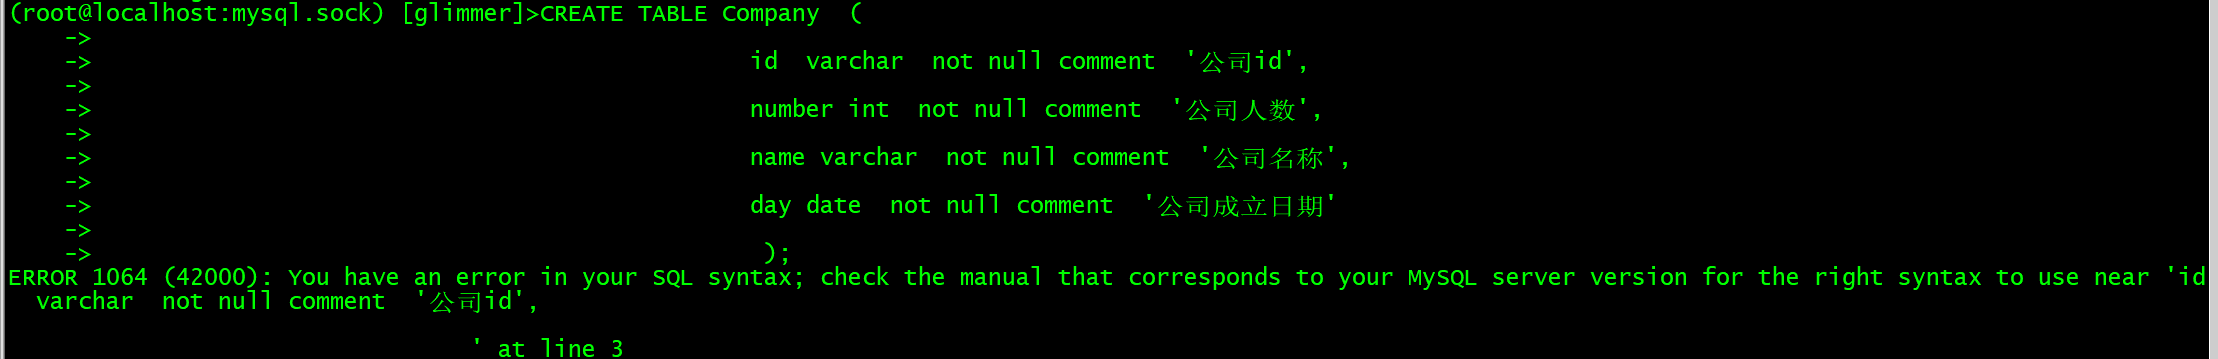 (root@localhost:mysql.sock) [glimmer]>CREATE TABLE Company  (
->
-> id  varchar  not null comment  '公司id',
->
-> number int  not null comment  '公司人数',
->
-> name varchar  not null comment  '公司名称',
->
-> day date  not null comment  '公司成立日期'
->
-> );
ERROR 1064 (42000): You have an error in your SQL syntax; check the manual that corresponds to your MySQL server version for the right syntax to use near 'id
varchar  not null comment  '公司id',
' at line 3